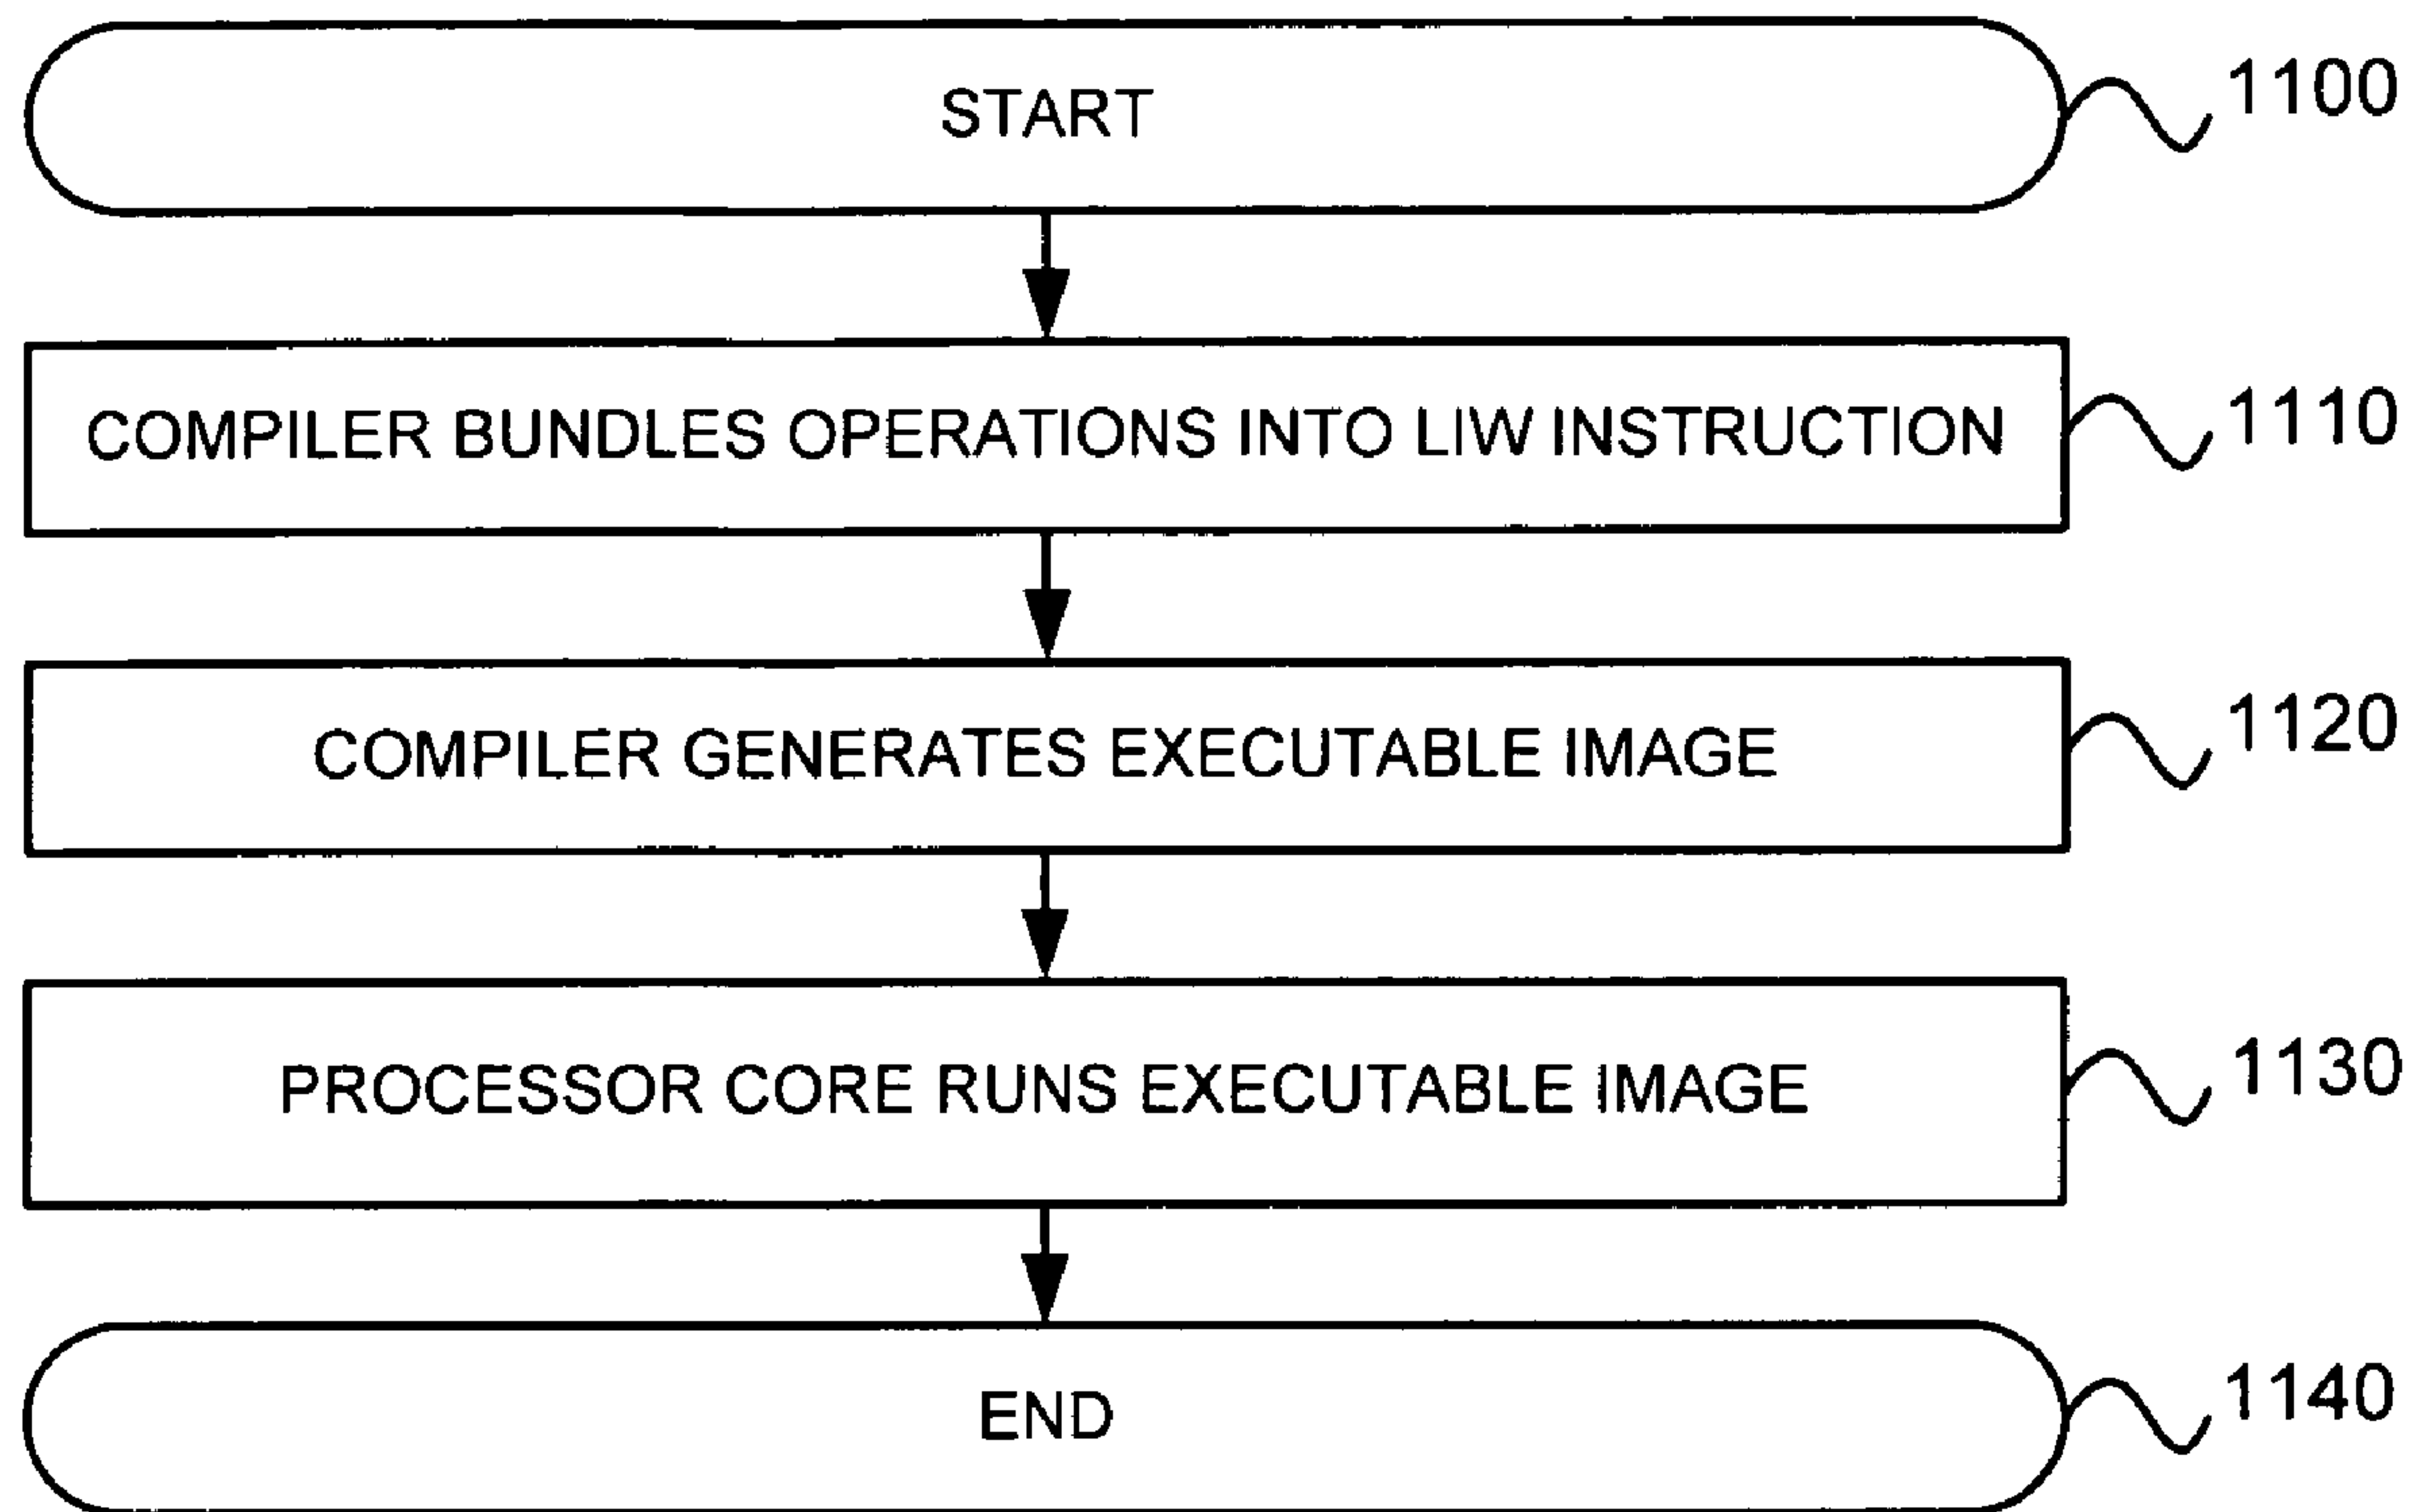 START
1100
COMPILER BUNDLES OPERATIONS INTO LIW INSTRUCTION
1110
COMPILER GENERATES EXECUTABLE IMAGE
1120
PROCESSOR CORE RUNS EXECUTABLE IMAGE
1130
END
1140